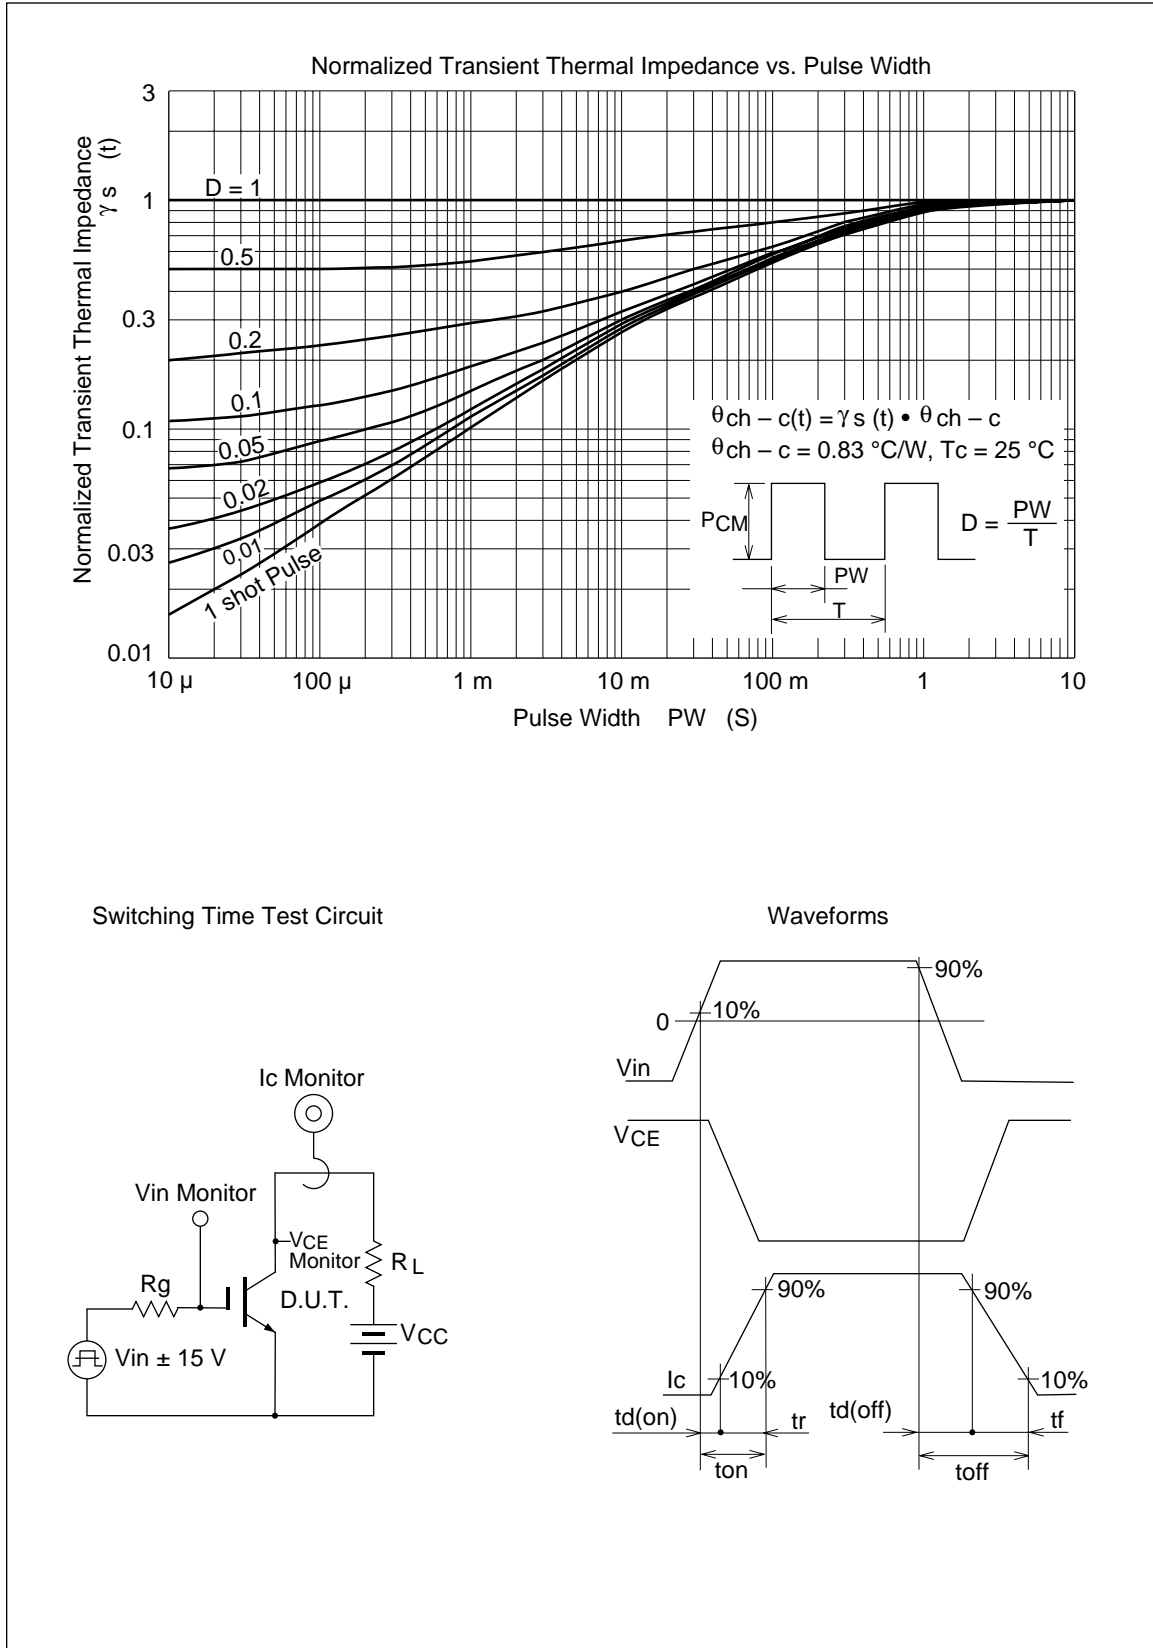 Normalized Transient Thermal Impedance vs. Pulse Width
Normalized Transient Thermal Impedance
γ s (t)
3
1
0.3
0.1
0.03
0.01
D = 1
0.5
0.2
0.1
0.05
0.02
0.01
1 shot Pulse
θch – c(t) = γ s (t) • θch – c
θch – c = 0.83 °C/W, Tc = 25 °C
PCM
PW
T
D = PW
T
10 µ 100 µ 1 m 10 m 100 m 1 10
Pulse Width PW (S)
Switching Time Test Circuit
Ic Monitor
Vin Monitor
VCE
Monitor
RL
Rg
D.U.T.
VCC
Vin ± 15 V
Waveforms
90%
10%
0
Vin
VCE
90%
90%
Ic
10%
10%
td(on)
tr
td(off)
tf
ton
toff